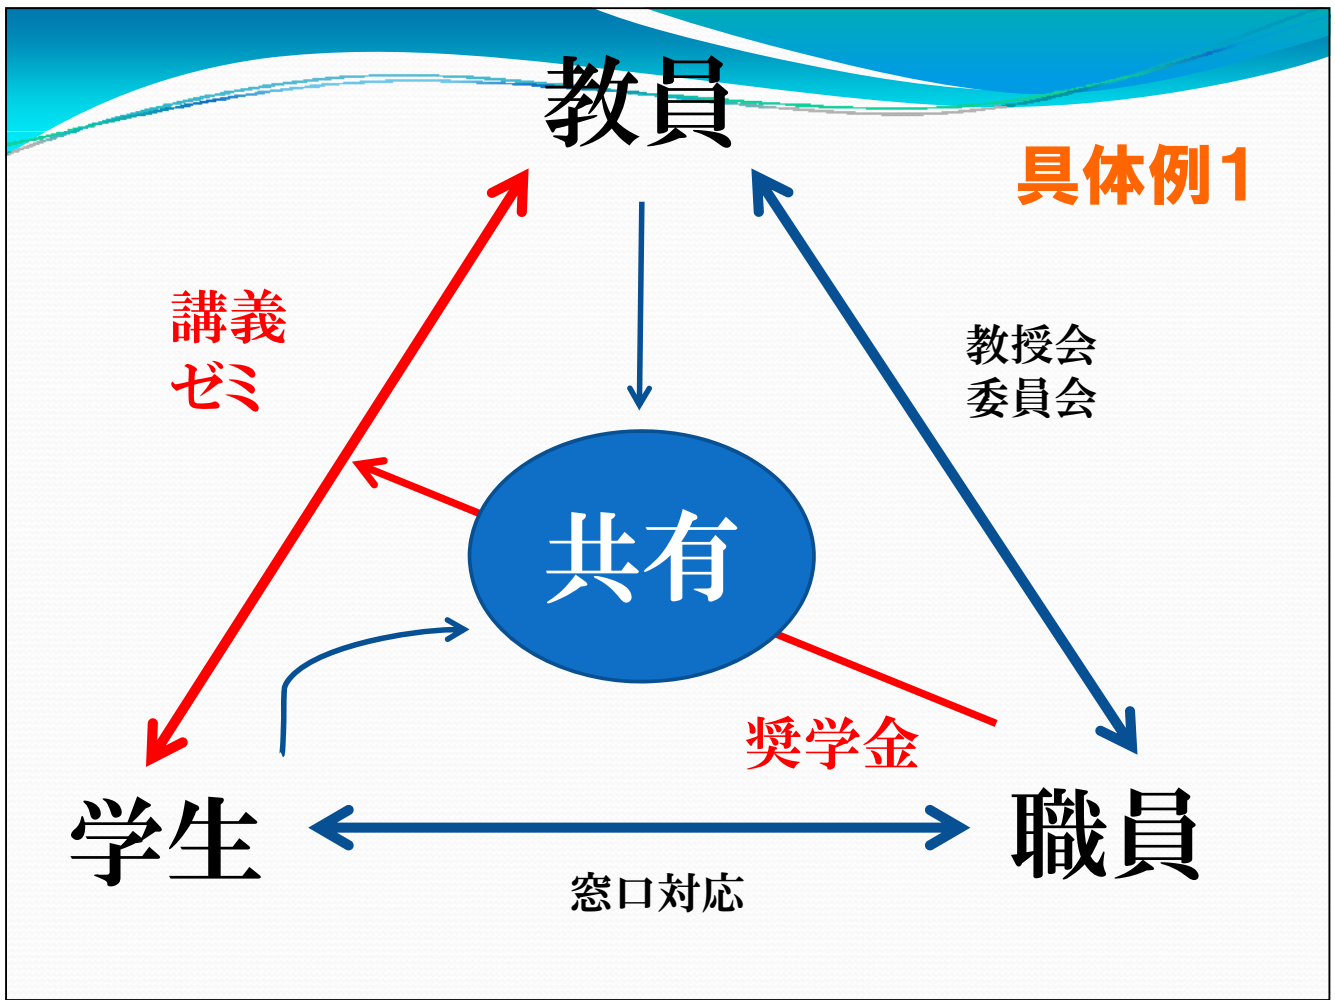 教員
具体例1
講義
ゼミ
教授会
委員会
共有
奨学金
学生
職員
窓口対応